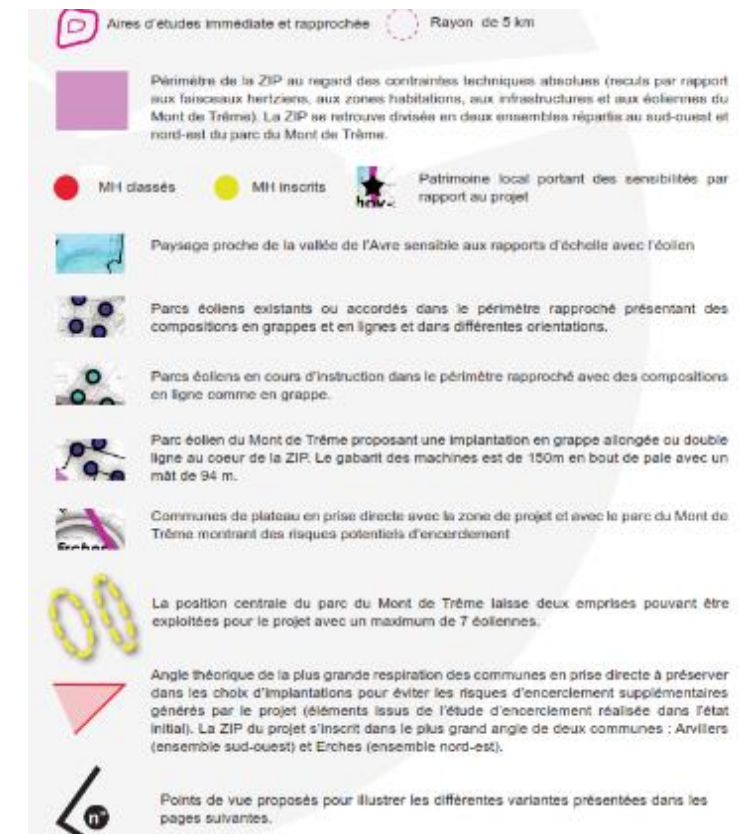 Aires d'études immédiate et rapprochée
Rayon de 5 km
Périmètre de la ZIP au regard des contraintes techniques absolues (reculs par rapport
aux faisceaux hertziens, aux zones habitations, aux infrastructures et aux éoliennes du
Mont de Trême). La ZIP se retrouve divisée en deux ensembles répartis au sud-ouest et
nord-est du parc du Mont de Trême.
MH classés
MH inscrits
Patrimoine local portant des sensibilités par
rapport au projet
Paysage proche de la vallée de l'Avre sensible aux rapports d'échelle avec l'éolien
Parcs éoliens existants ou accordés dans le périmètre rapproché présentant des
compositions en grappes et en lignes et dans différentes orientations.
Parcs éoliens en cours d'instruction dans le périmètre rapproché avec des compositions
en ligne comme en grappe.
Parc éolien du Mont de Trême proposant une implantation en grappe allongée ou double
ligne au coeur de la ZIP. Le gabarit des machines est de 150m en bout de pale avec un
mât de 94 m.
Erches
Communes de plateau en prise directe avec la zone de projet et avec le parc du Mont de
Trême montrant des risques potentiels d'encerclement
La position centrale du parc du Mont de Trême laisse deux emprises pouvant être
exploitées pour le projet avec un maximum de 7 éoliennes.
Angle théorique de la plus grande respiration des communes en prise directe à préserver
dans les choix d'implantations pour éviter les risques d'encerclement supplémentaires
générés par le projet (éléments issus de l'étude d'encerclement réalisée dans l'état
initial). La ZIP du projet s'inscrit dans le plus grand angle de deux communes : Arvillers
(ensemble sud-ouest) et Erches (ensemble nord-est).
n°
Points de vue proposés pour illustrer les différentes variantes présentées dans les
pages suivantes.